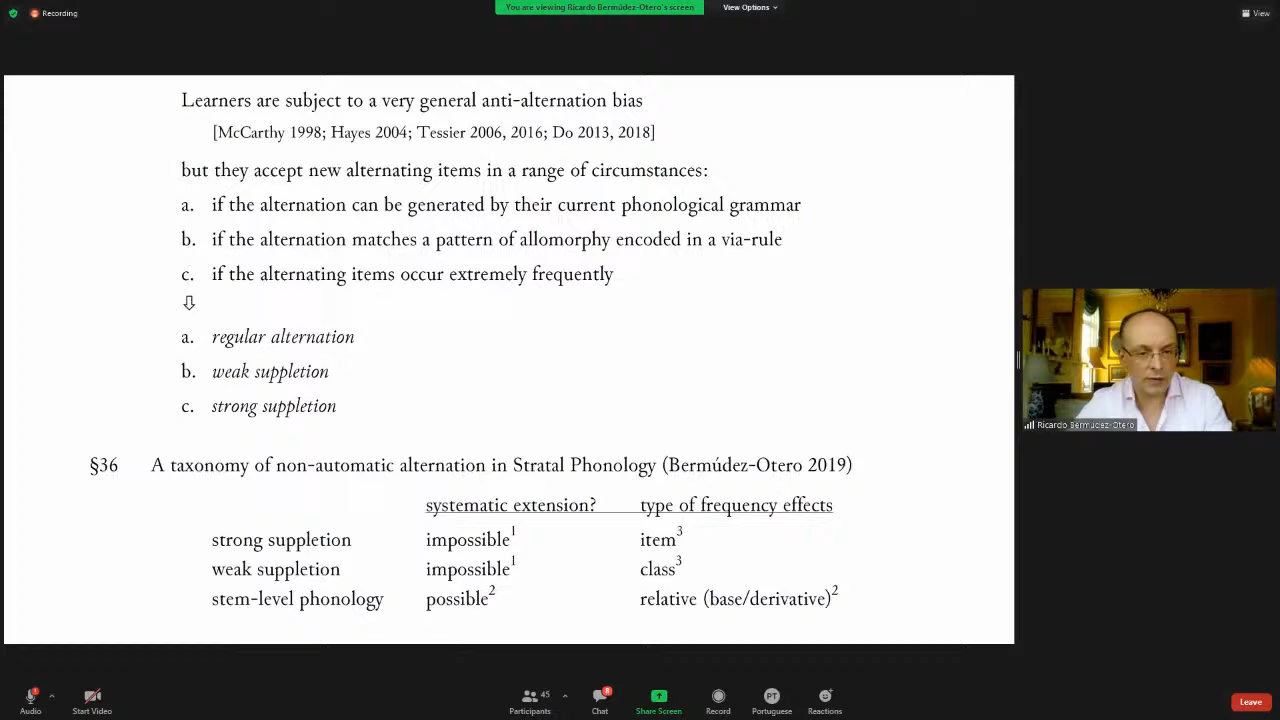 Recording
You are viewing Ricardo Bermúdez-Otero's screen
View Options
View
Learners are subject to a very general anti-alternation bias
[McCarthy 1998; Hayes 2004; Tessier 2006, 2016; Do 2013, 2018]
but they accept new alternating items in a range of circumstances:
a. if the alternation can be generated by their current phonological grammar
b. if the alternation matches a pattern of allomorphy encoded in a via-rule
c. if the alternating items occur extremely frequently
⇩
a. regular alternation
b. weak suppletion
c. strong suppletion
§36 A taxonomy of non-automatic alternation in Stratal Phonology (Bermúdez-Otero 2019)
systematic extension? type of frequency effects
strong suppletion impossible1 item3
weak suppletion impossible1 class3
stem-level phonology possible2 relative (base/derivative)2
Ricardo Bermúdez-Otero
Audio
Start Video
45
Participants
8
Chat
Share Screen
Record
PT
Portuguese
Reactions
Leave